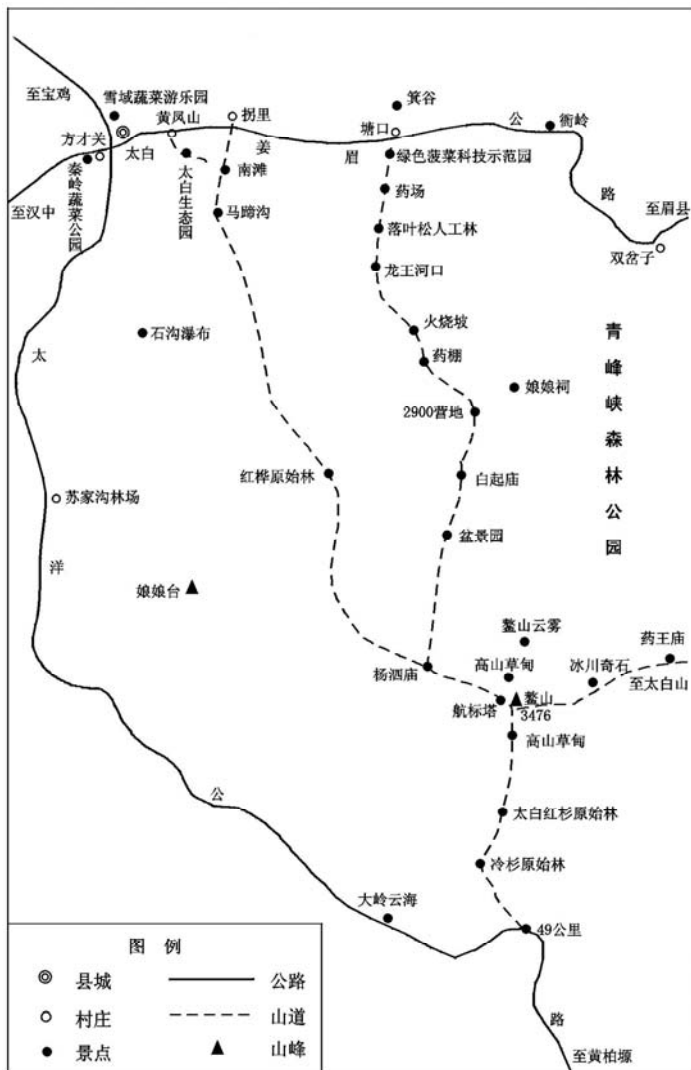 至宝鸡
雪域蔬菜游乐园
黄凤山
拐里
箕谷
方才关
太白
姜
眉
公
路
塘口
衙岭
秦岭蔬菜公园
太白生态园
南滩
绿色菠菜科技示范园
至汉中
马蹄沟
药场
至眉县
落叶松人工林
双岔子
龙王河口
石沟瀑布
火烧坡
药棚
青峰峡森林公园
娘娘祠
2900营地
太
洋
公
路
红桦原始林
白起庙
苏家沟林场
盆景园
娘娘台
鳌山云雾
药王庙
杨泗庙
高山草甸
冰川奇石
至太白山
航标塔
鳌山
3476
高山草甸
太白红杉原始林
冷杉原始林
大岭云海
49公里
至黄柏塬
图 例
县城
公路
村庄
山道
景点
山峰